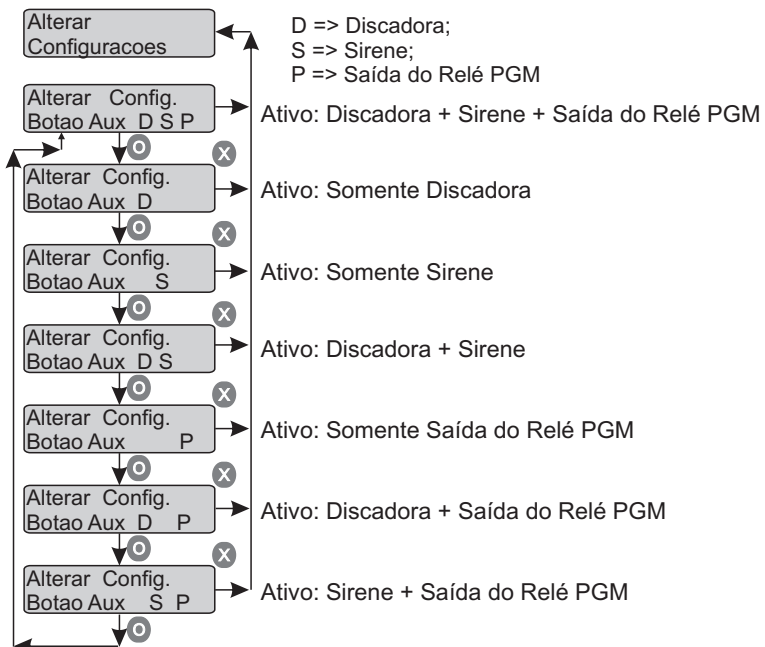 Alterar
Configuracoes
D => Discadora;
S => Sirene;
P => Saída do Relé PGM
Alterar Config.
Botao Aux D S P
Ativo: Discadora + Sirene + Saída do Relé PGM
O
X
Alterar Config.
Botao Aux D
Ativo: Somente Discadora
O
X
Alterar Config.
Botao Aux S
Ativo: Somente Sirene
O
X
Alterar Config.
Botao Aux D S
Ativo: Discadora + Sirene
O
X
Alterar Config.
Botao Aux P
Ativo: Somente Saída do Relé PGM
O
X
Alterar Config.
Botao Aux D P
Ativo: Discadora + Saída do Relé PGM
O
X
Alterar Config.
Botao Aux S P
Ativo: Sirene + Saída do Relé PGM
O